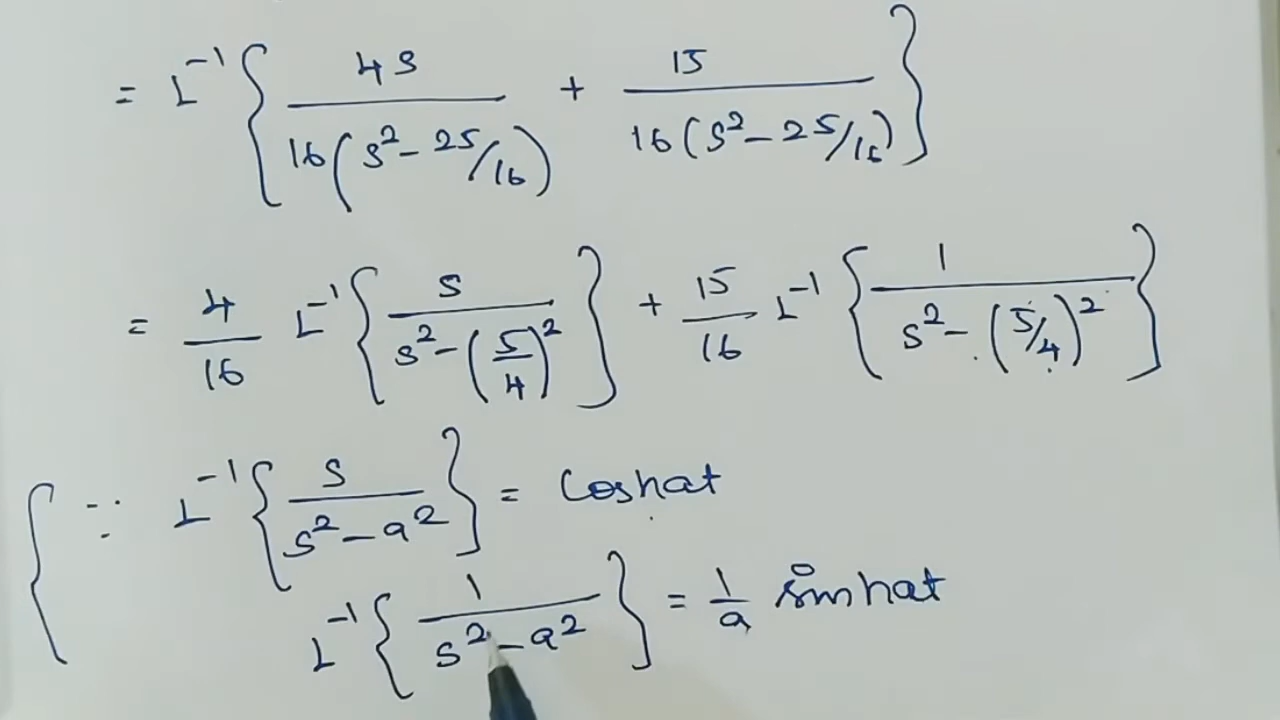 = L⁻¹ { 4s / 16(s² - 25/16) + 15 / 16(s² - 25/16) }
= 4/16 L⁻¹ { s / s² - (5/4)² } + 15/16 L⁻¹ { 1 / s² - (5/4)² }
{ ∵ L⁻¹ { s / s² - a² } = Coshat
L⁻¹ { 1 / s² - a² } = 1/a sinhat